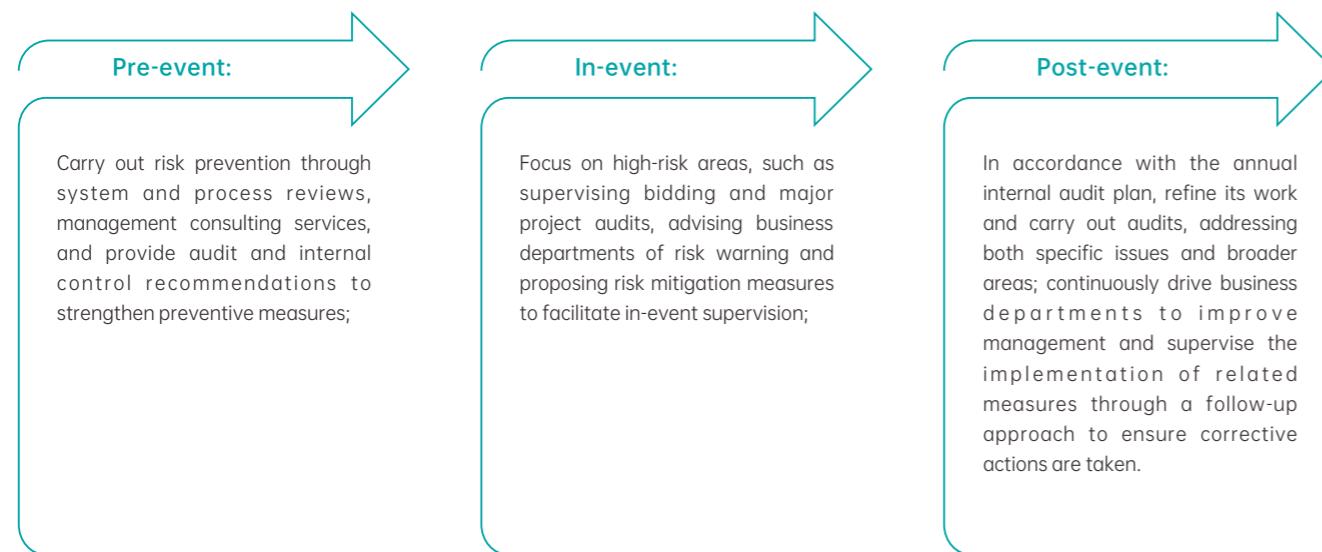 Pre-event:
Carry out risk prevention through
system and process reviews,
management consulting services,
and provide audit and internal
control recommendations to
strengthen preventive measures;
In-event:
Focus on high-risk areas, such as
supervising bidding and major
project audits, advising business
departments of risk warning and
proposing risk mitigation measures
to facilitate in-event supervision;
Post-event:
In accordance with the annual
internal audit plan, refine its work
and carry out audits, addressing
both specific issues and broader
areas; continuously drive business
departments to improve
management and supervise the
implementation of related
measures through a follow-up
approach to ensure corrective
actions are taken.